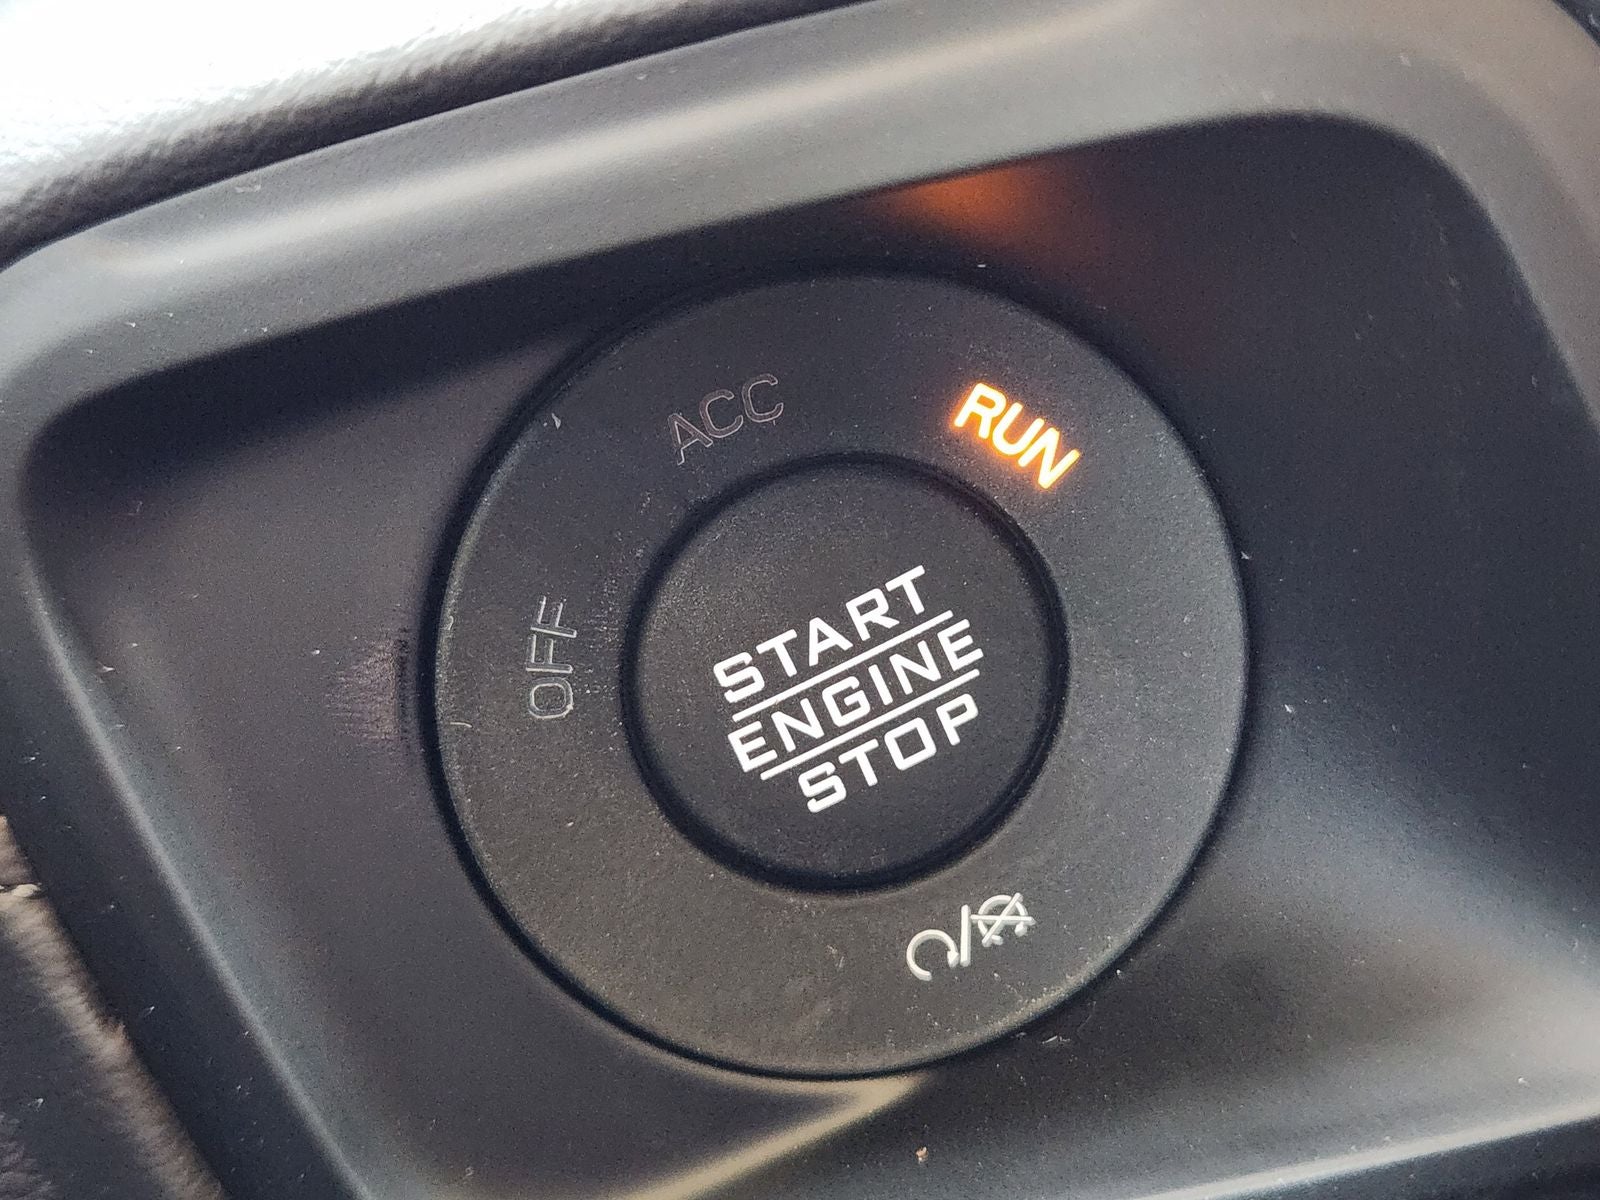 ACC
RUN
OFF
START
ENGINE
STOP